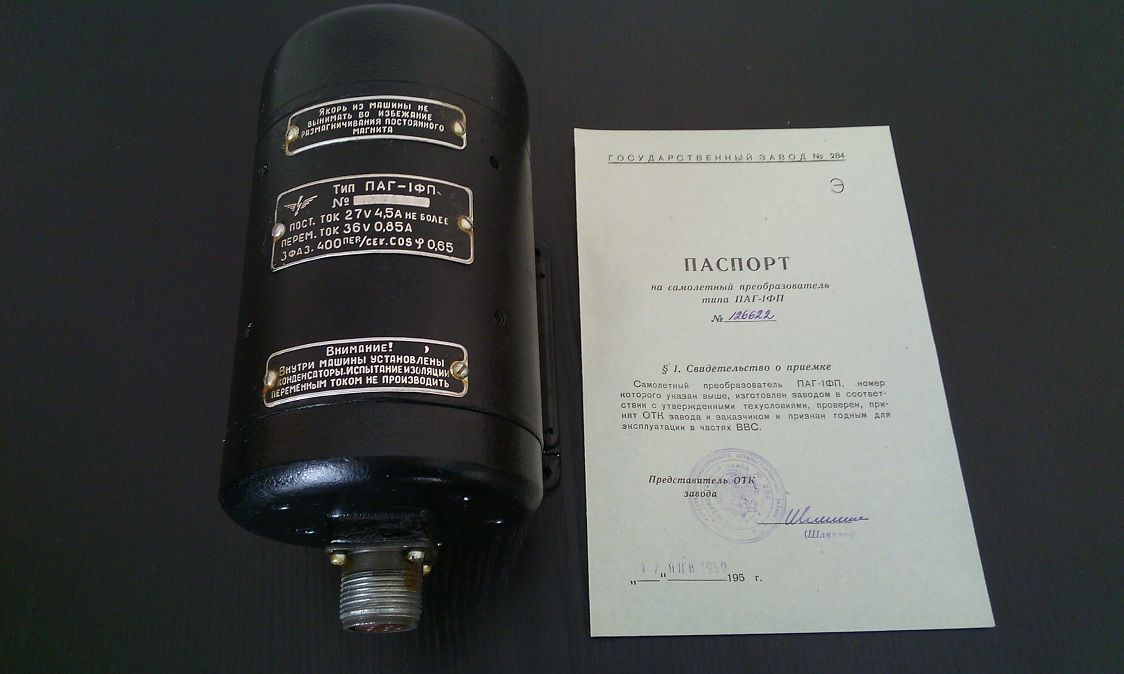 Якорь из машины не
вынимать во избежание
размагничивания постоянного
магнита
Тип ПАГ-1ФП
№
пост. ток 27v 4,5А не более
перем. ток 36v 0,85А
3 фаз. 400 пер/сек. cos φ 0,65
Внимание!
Внутри машины установлены
конденсаторы. Испытание изоляции
переменным током не производить
ГОСУДАРСТВЕННЫЙ ЗАВОД № 284
Э
ПАСПОРТ
на самолетный преобразователь
типа ПАГ-1ФП
№ 126622
§ 1. Свидетельство о приемке
Самолетный преобразователь ПАГ-1ФП, номер
которого указан выше, изготовлен заводом в соответ-
ствии с утвержденными техусловиями, проверен, при-
нят ОТК завода и заказчиком и признан годным для
эксплуатации в частях ВВС.
Представитель ОТК
завода
ЯНВ 1959
„ “ 195 г.